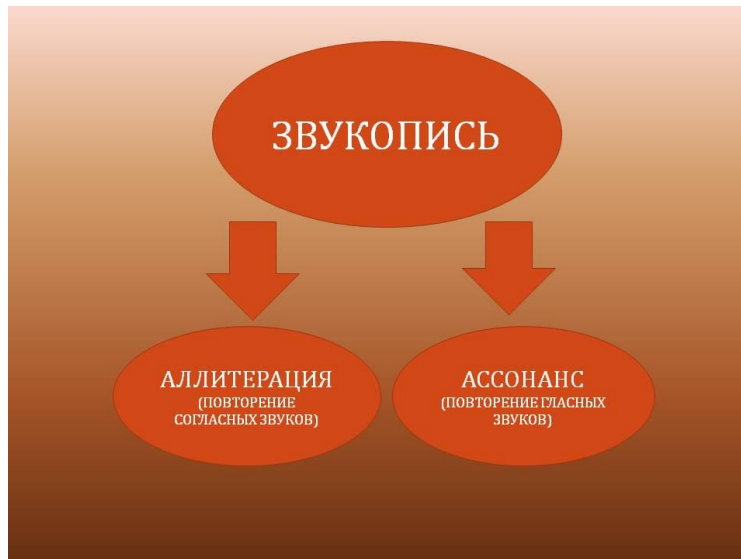 ЗВУКОПИСЬ
АЛЛИТЕРАЦИЯ
(ПОВТОРЕНИЕ
СОГЛАСНЫХ ЗВУКОВ)
АССОНАНС
(ПОВТОРЕНИЕ ГЛАСНЫХ
ЗВУКОВ)